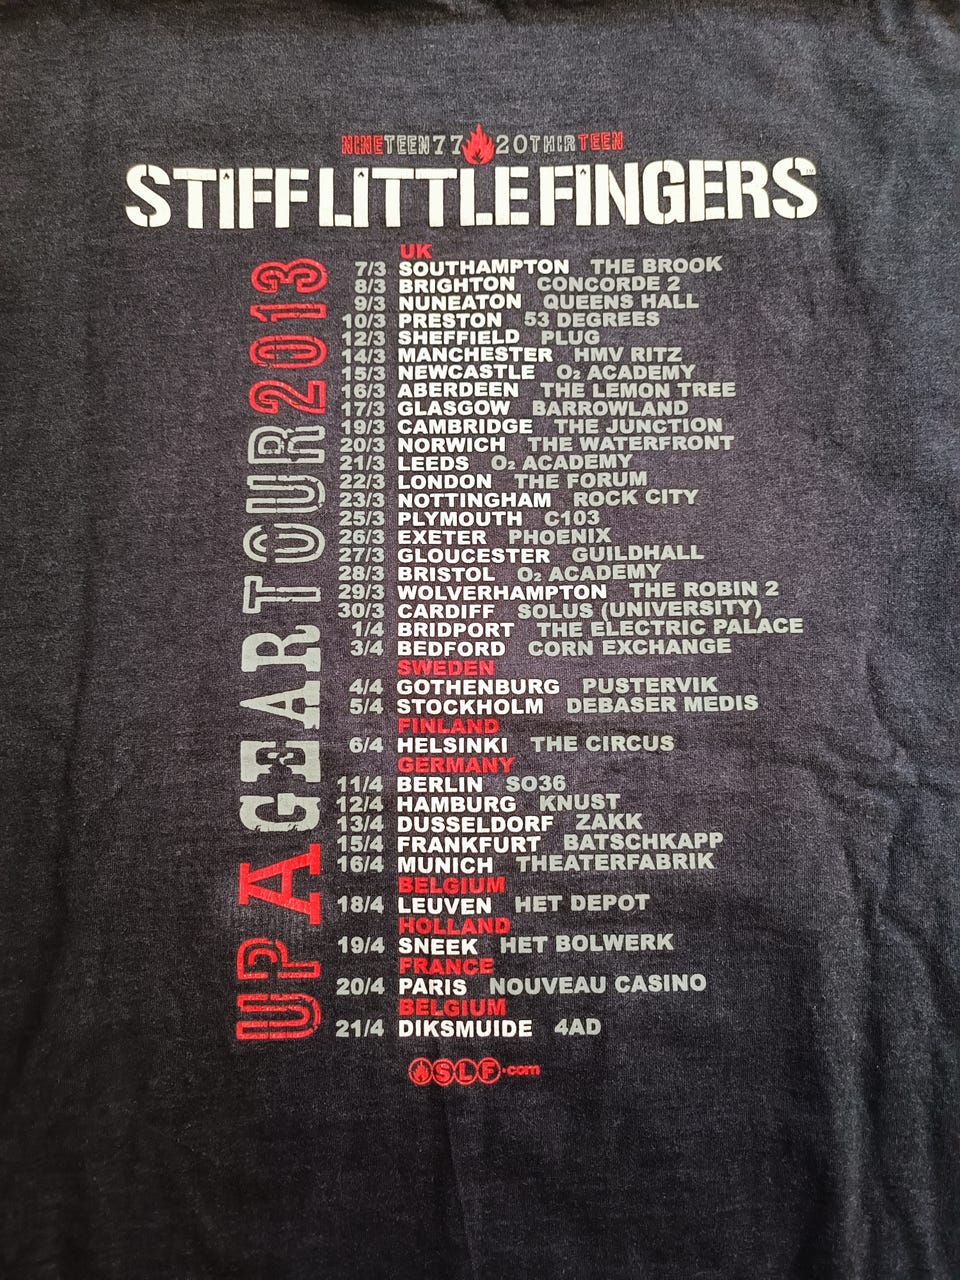 NINETEEN77 20THIRTEEN
STIFF LITTLE FINGERS™
UP A GEAR TOUR 2013
UK
7/3 SOUTHAMPTON THE BROOK
8/3 BRIGHTON CONCORDE 2
9/3 NUNEATON QUEENS HALL
10/3 PRESTON 53 DEGREES
12/3 SHEFFIELD PLUG
14/3 MANCHESTER HMV RITZ
15/3 NEWCASTLE O₂ ACADEMY
16/3 ABERDEEN THE LEMON TREE
17/3 GLASGOW BARROWLAND
19/3 CAMBRIDGE THE JUNCTION
20/3 NORWICH THE WATERFRONT
21/3 LEEDS O₂ ACADEMY
22/3 LONDON THE FORUM
23/3 NOTTINGHAM ROCK CITY
25/3 PLYMOUTH C103
26/3 EXETER PHOENIX
27/3 GLOUCESTER GUILDHALL
28/3 BRISTOL O₂ ACADEMY
29/3 WOLVERHAMPTON THE ROBIN 2
30/3 CARDIFF SOLUS (UNIVERSITY)
1/4 BRIDPORT THE ELECTRIC PALACE
3/4 BEDFORD CORN EXCHANGE
SWEDEN
4/4 GOTHENBURG PUSTERVIK
5/4 STOCKHOLM DEBASER MEDIS
FINLAND
6/4 HELSINKI THE CIRCUS
GERMANY
11/4 BERLIN SO36
12/4 HAMBURG KNUST
13/4 DUSSELDORF ZAKK
15/4 FRANKFURT BATSCHKAPP
16/4 MUNICH THEATERFABRIK
BELGIUM
18/4 LEUVEN HET DEPOT
HOLLAND
19/4 SNEEK HET BOLWERK
FRANCE
20/4 PARIS NOUVEAU CASINO
BELGIUM
21/4 DIKSMUIDE 4AD
SLF.com